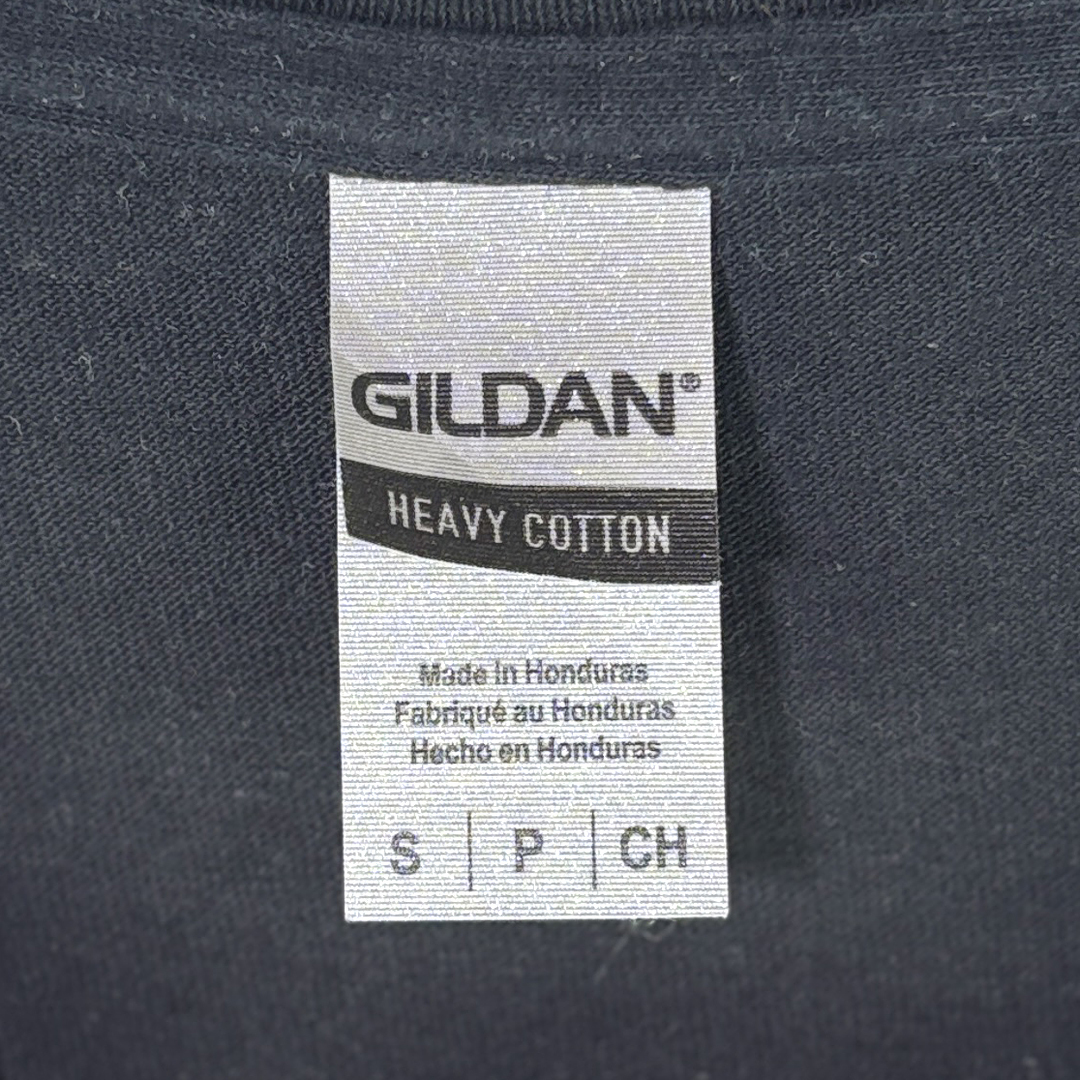 GILDAN®
HEAVY COTTON
Made in Honduras
Fabriqué au Honduras
Hecho en Honduras
S | P | CH